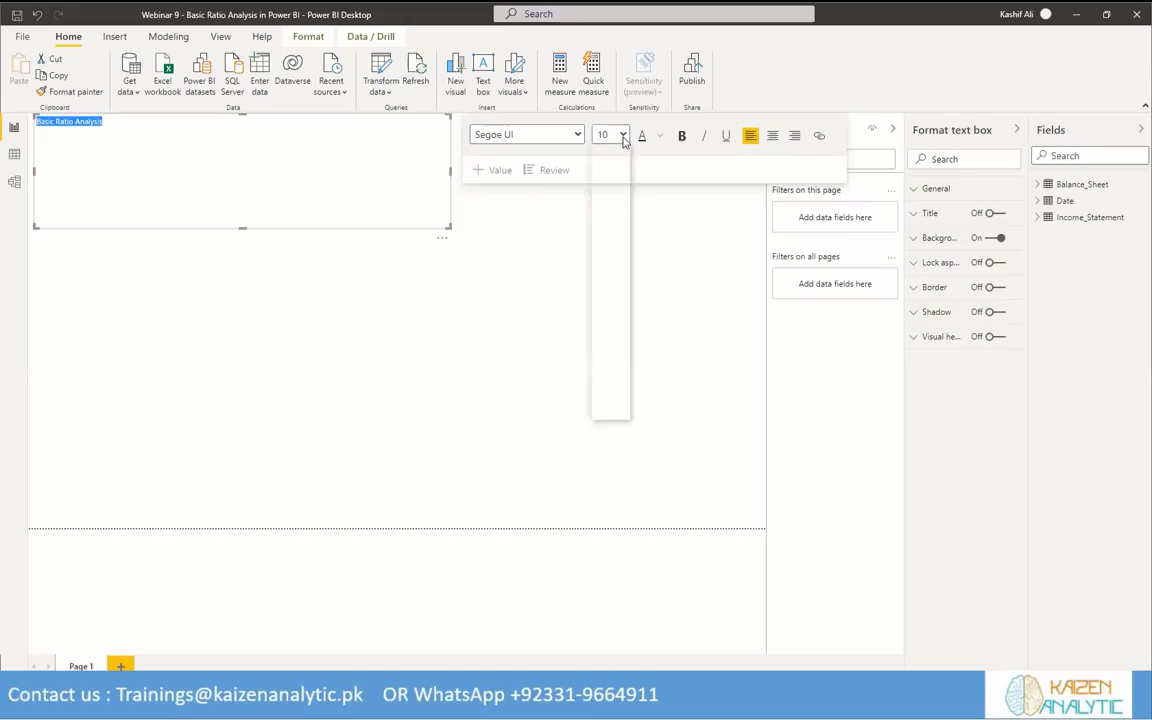 Webinar 9 - Basic Ratio Analysis in Power BI - Power BI Desktop
Search
Kashif Ali
File Home Insert Modeling View Help Format Data / Drill
Paste
Cut
Copy
Format painter
Clipboard
Get data
Excel workbook
Power BI datasets
SQL Server
Enter data
Dataverse
Recent sources
Data
Transform data
Refresh
Queries
New visual
Text box
More visuals
Insert
New measure
Quick measure
Calculations
Sensitivity (preview)
Sensitivity
Publish
Share
Basic Ratio Analysis
Segoe UI 10 A B / U
+ Value Review
Filters on this page ...
Add data fields here
Filters on all pages ...
Add data fields here
Format text box
Search
General
Title Off
Backgro... On
Lock asp... Off
Border Off
Shadow Off
Visual he... Off
Fields
Search
Balance_Sheet
Date
Income_Statement
Page 1 +
Contact us : Trainings@kaizenanalytic.pk OR WhatsApp +92331-9664911
KAIZEN
ANALYTIC